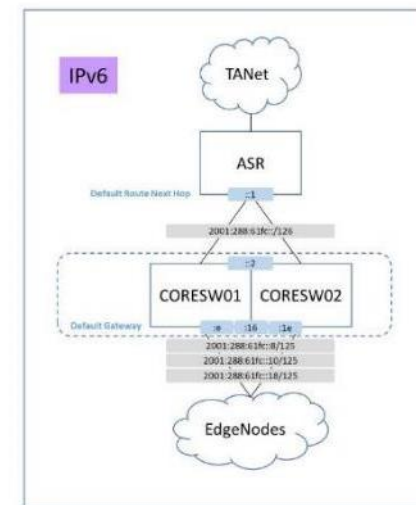 IPv6
TANet
ASR
Default Route Next Hop
::1
2001:288:61fc::/126
::2
CORESW01
CORESW02
Default Gateway
:e
:16
:1e
2001:288:61fc::8/125
2001:288:61fc::10/125
2001:288:61fc::18/125
EdgeNodes